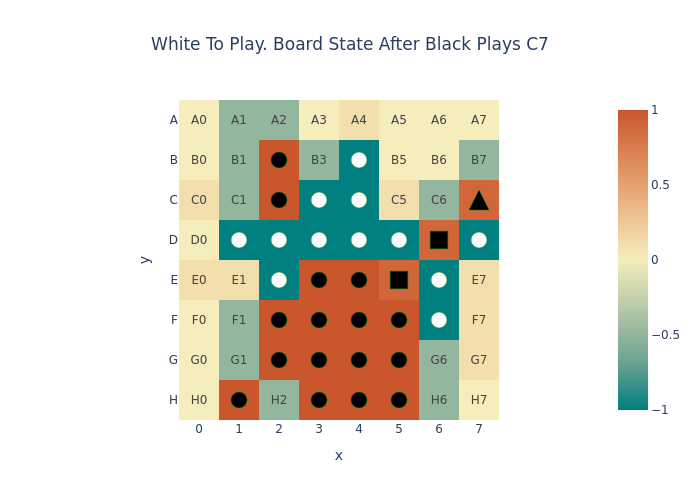 White To Play. Board State After Black Plays C7
A A0 A1 A2 A3 A4 A5 A6 A7
B B0 B1 B3 B5 B6 B7
C C0 C1 C5 C6
D D0
E E0 E1 E7
F F0 F1 F7
G G0 G1 G6 G7
H H0 H2 H6 H7
0 1 2 3 4 5 6 7
x
y
1
0.5
0
−0.5
−1